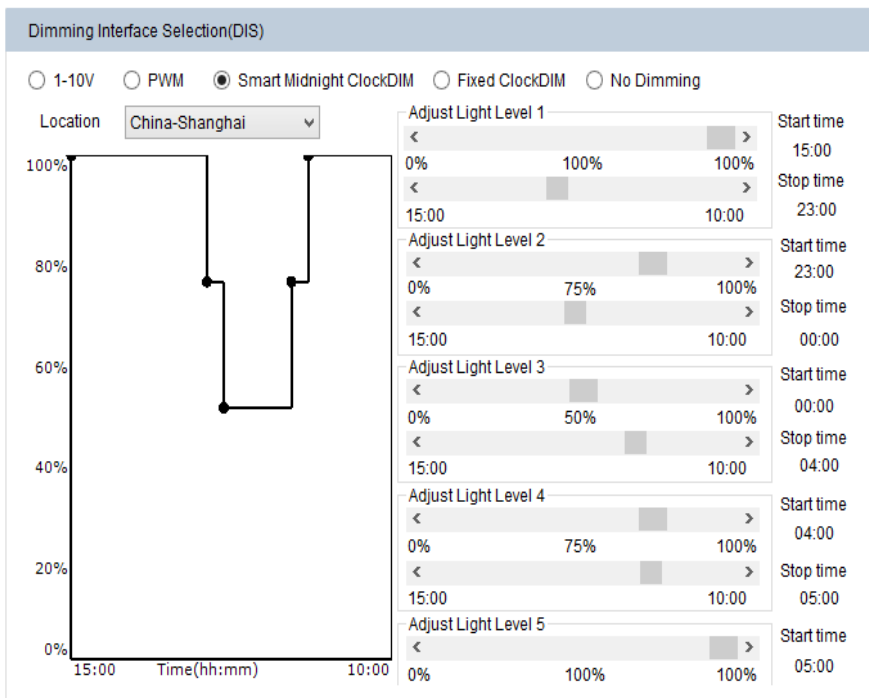 Dimming Interface Selection(DIS)
1-10V PWM Smart Midnight ClockDIM Fixed ClockDIM No Dimming
Location China-Shanghai
100%
80%
60%
40%
20%
0%
15:00 Time(hh:mm) 10:00
Adjust Light Level 1
0% 100% 100%
15:00 10:00
Start time
15:00
Stop time
23:00
Adjust Light Level 2
0% 75% 100%
15:00 10:00
Start time
23:00
Stop time
00:00
Adjust Light Level 3
0% 50% 100%
15:00 10:00
Start time
00:00
Stop time
04:00
Adjust Light Level 4
0% 75% 100%
15:00 10:00
Start time
04:00
Stop time
05:00
Adjust Light Level 5
0% 100% 100%
Start time
05:00